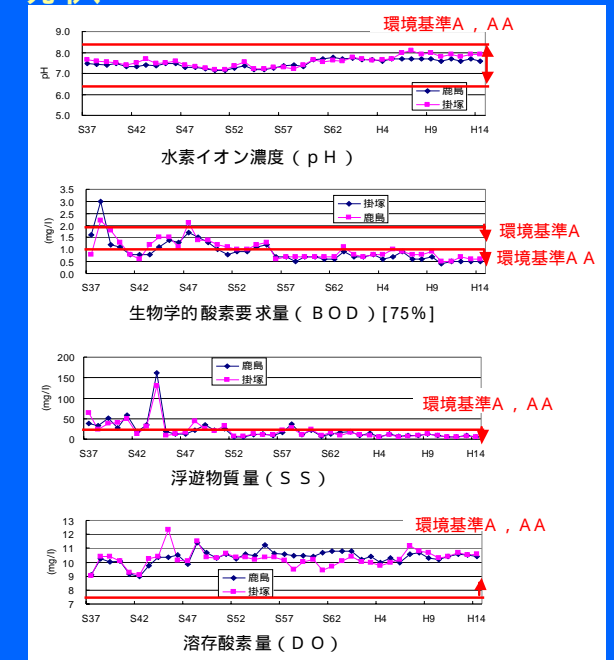 環境基準A , AA
9.0
8.0
7.0
6.0
5.0
pH
鹿島
掛塚
S37 S42 S47 S52 S57 S62 H4 H9 H14
水素イオン濃度（pH）
3.5
3.0
2.5
2.0
1.5
1.0
0.5
0.0
(mg/l)
掛塚
鹿島
環境基準A
環境基準AA
S37 S42 S47 S52 S57 S62 H4 H9 H14
生物学的酸素要求量（BOD）[75%]
200
150
100
50
0
(mg/l)
鹿島
掛塚
環境基準A , AA
S37 S42 S47 S52 S57 S62 H4 H9 H14
浮遊物質量（SS）
13
12
11
10
9
8
7
(mg/l)
環境基準A , AA
鹿島
掛塚
S37 S42 S47 S52 S57 S62 H4 H9 H14
溶存酸素量（DO）